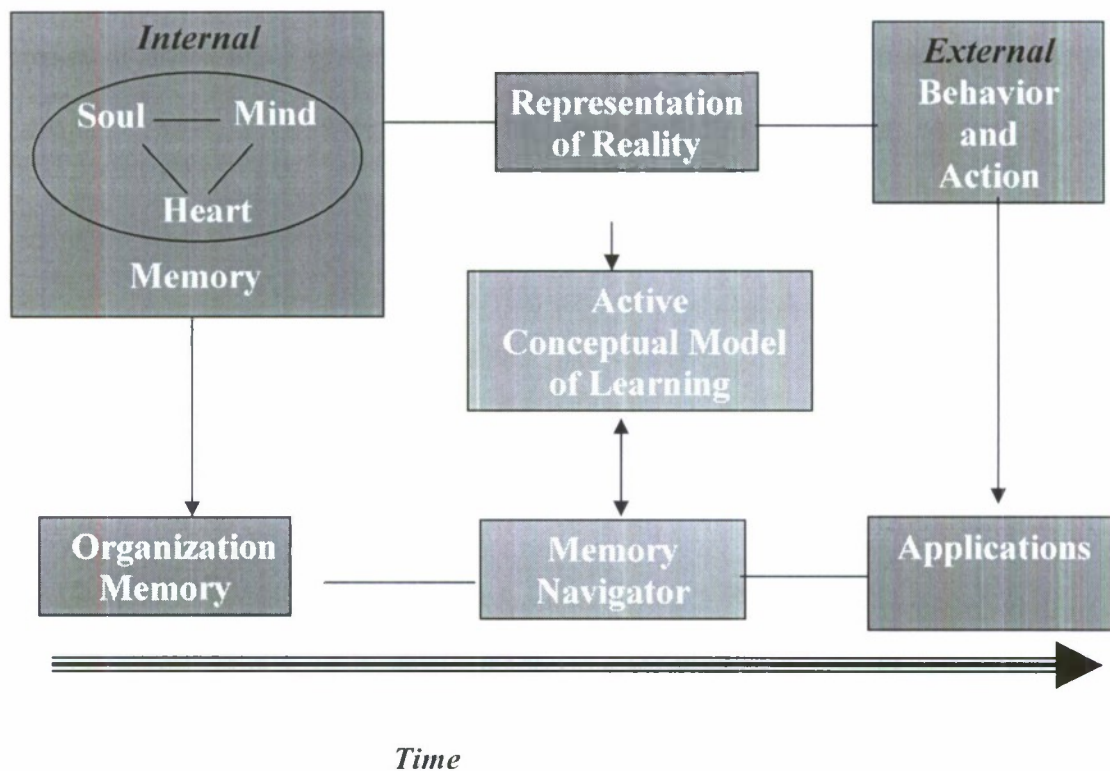 Internal
Soul Mind
Heart
Memory
Representation
of Reality
External
Behavior
and
Action
Active
Conceptual Model
of Learning
Organization
Memory
Memory
Navigator
Applications
Time